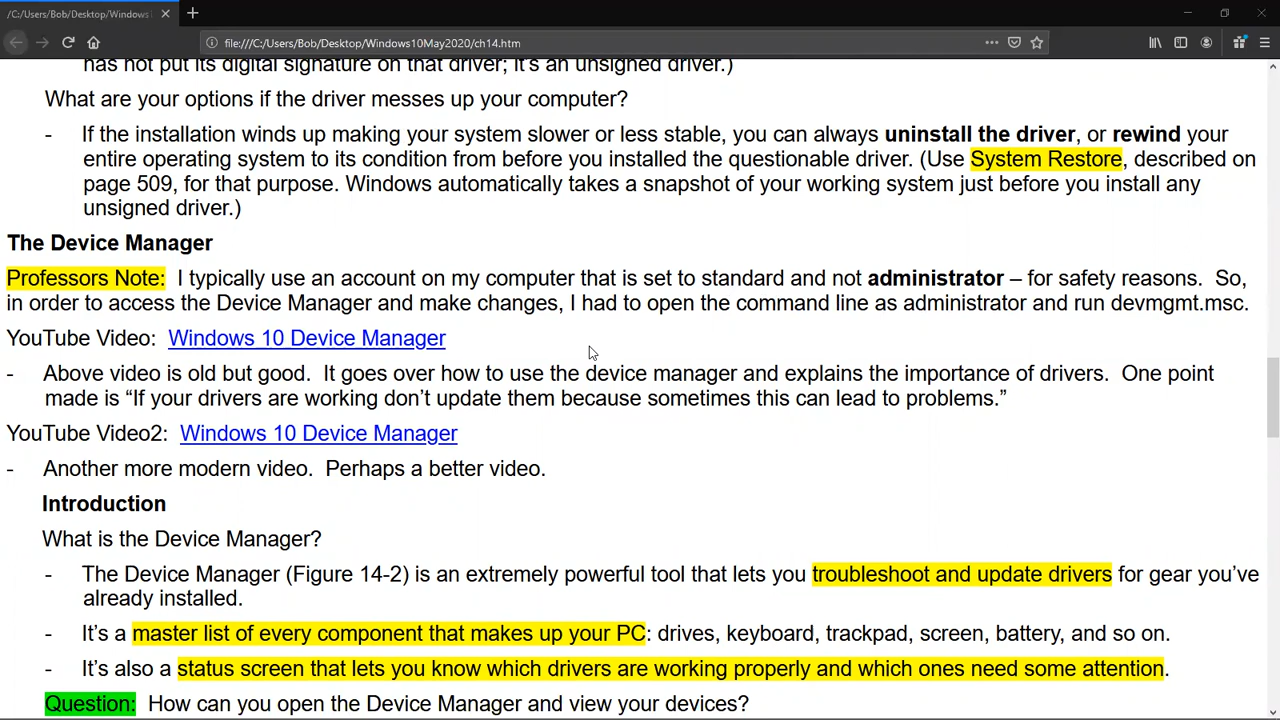 /C:/Users/Bob/Desktop/Windows
file:///C:/Users/Bob/Desktop/Windows10May2020/ch14.htm
has not put its digital signature on that driver; it's an unsigned driver.)
What are your options if the driver messes up your computer?
- If the installation winds up making your system slower or less stable, you can always uninstall the driver, or rewind your
entire operating system to its condition from before you installed the questionable driver. (Use System Restore, described on
page 509, for that purpose. Windows automatically takes a snapshot of your working system just before you install any
unsigned driver.)
The Device Manager
Professors Note: I typically use an account on my computer that is set to standard and not administrator – for safety reasons. So,
in order to access the Device Manager and make changes, I had to open the command line as administrator and run devmgmt.msc.
YouTube Video: Windows 10 Device Manager
- Above video is old but good. It goes over how to use the device manager and explains the importance of drivers. One point
made is “If your drivers are working don’t update them because sometimes this can lead to problems.”
YouTube Video2: Windows 10 Device Manager
- Another more modern video. Perhaps a better video.
Introduction
What is the Device Manager?
- The Device Manager (Figure 14-2) is an extremely powerful tool that lets you troubleshoot and update drivers for gear you’ve
already installed.
- It’s a master list of every component that makes up your PC: drives, keyboard, trackpad, screen, battery, and so on.
- It’s also a status screen that lets you know which drivers are working properly and which ones need some attention.
Question: How can you open the Device Manager and view your devices?